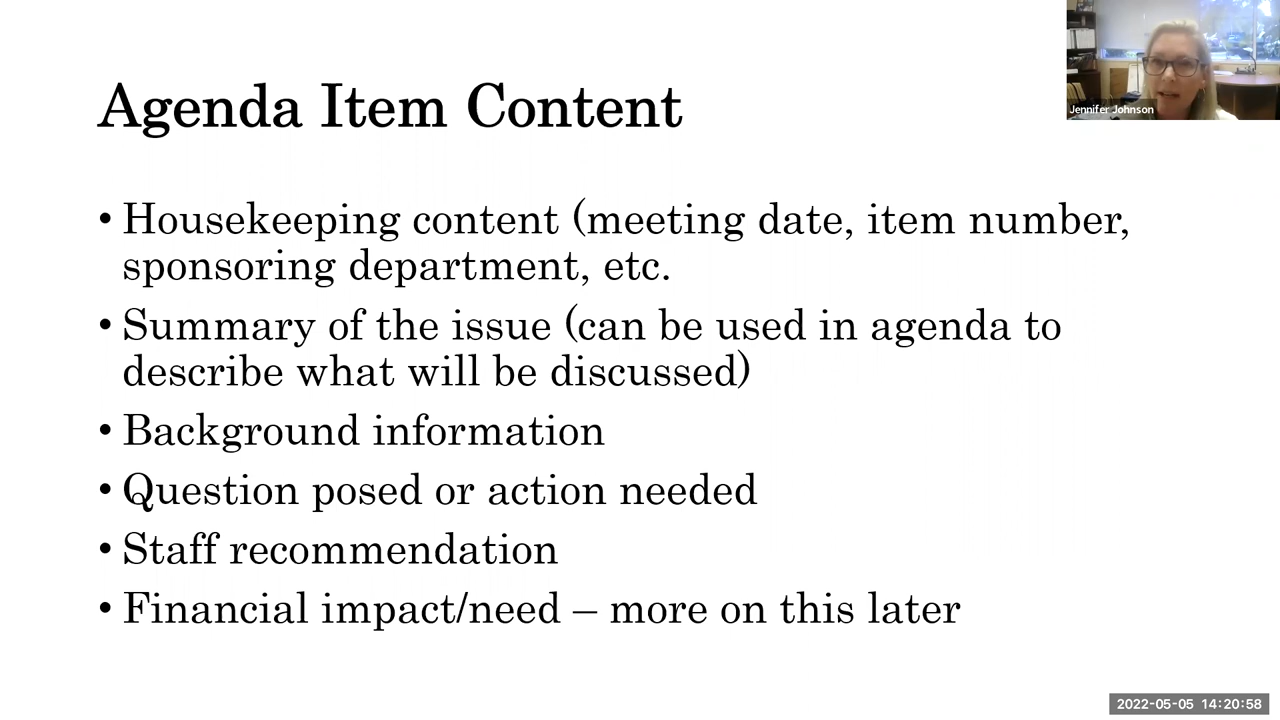 Agenda Item Content
Jennifer Johnson
• Housekeeping content (meeting date, item number,
sponsoring department, etc.
• Summary of the issue (can be used in agenda to
describe what will be discussed)
• Background information
• Question posed or action needed
• Staff recommendation
• Financial impact/need – more on this later
2022-05-05 14:20:58